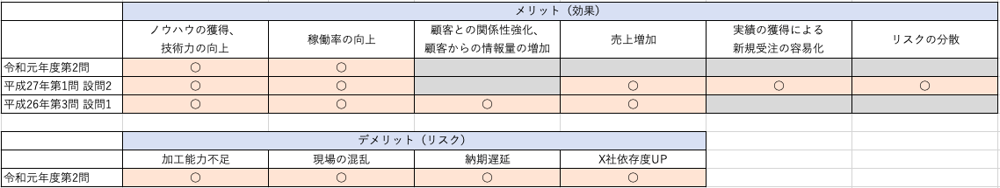 メリット（効果）
ノウハウの獲得、
技術力の向上
稼働率の向上
顧客との関係性強化、
顧客からの情報量の増加
売上増加
実績の獲得による
新規受注の容易化
リスクの分散
令和元年度第2問 ○ ○
平成27年第1問 設問2 ○ ○ ○ ○ ○
平成26年第3問 設問1 ○ ○ ○ ○
デメリット（リスク）
加工能力不足 現場の混乱 納期遅延 X社依存度UP
令和元年度第2問 ○ ○ ○ ○